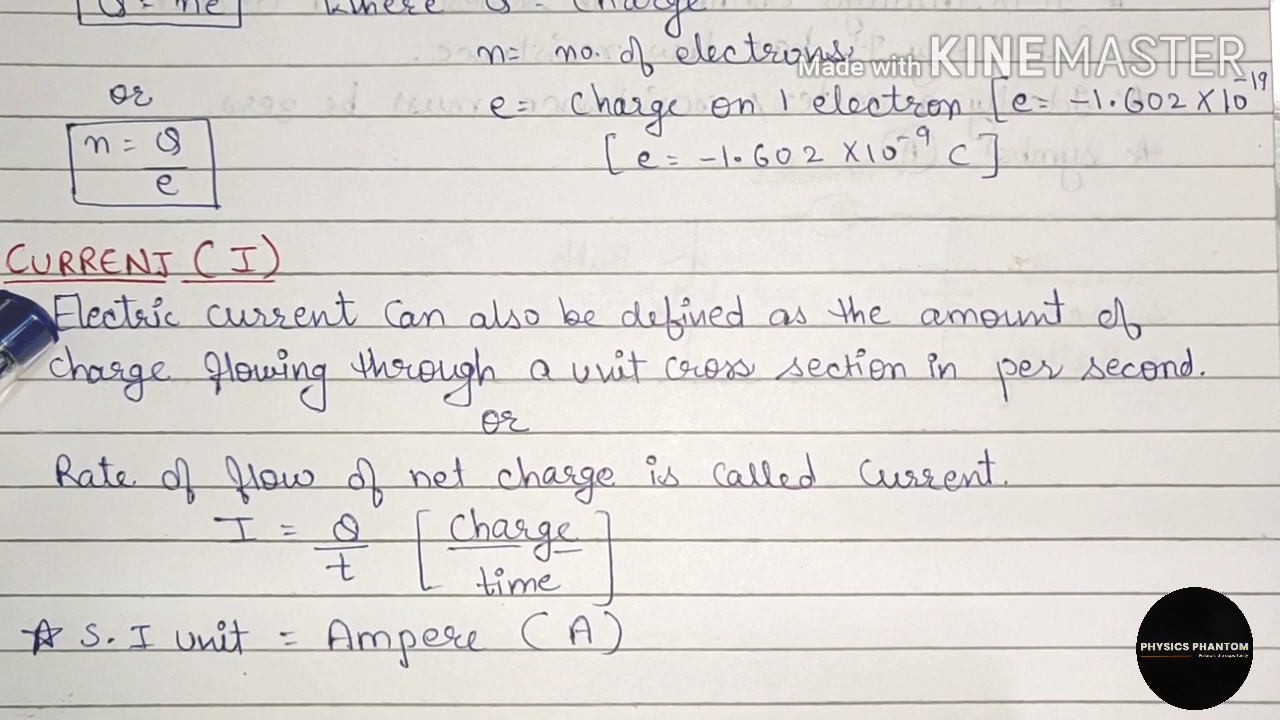 Q = ne where Q = Charge
n = no. of electrons
Made with KINEMASTER
or
e = Charge on 1 electron [e = -1.602 X 10^-19
n = Q/e
[e = -1.602 X 10^-9 C]
CURRENT (I)
Electric current Can also be defined as the amount of
charge flowing through a unit cross section in per second.
or
Rate of flow of net charge is called Current.
I = Q/t [Charge/time]
☆ S.I unit = Ampere (A)
PHYSICS PHANTOM